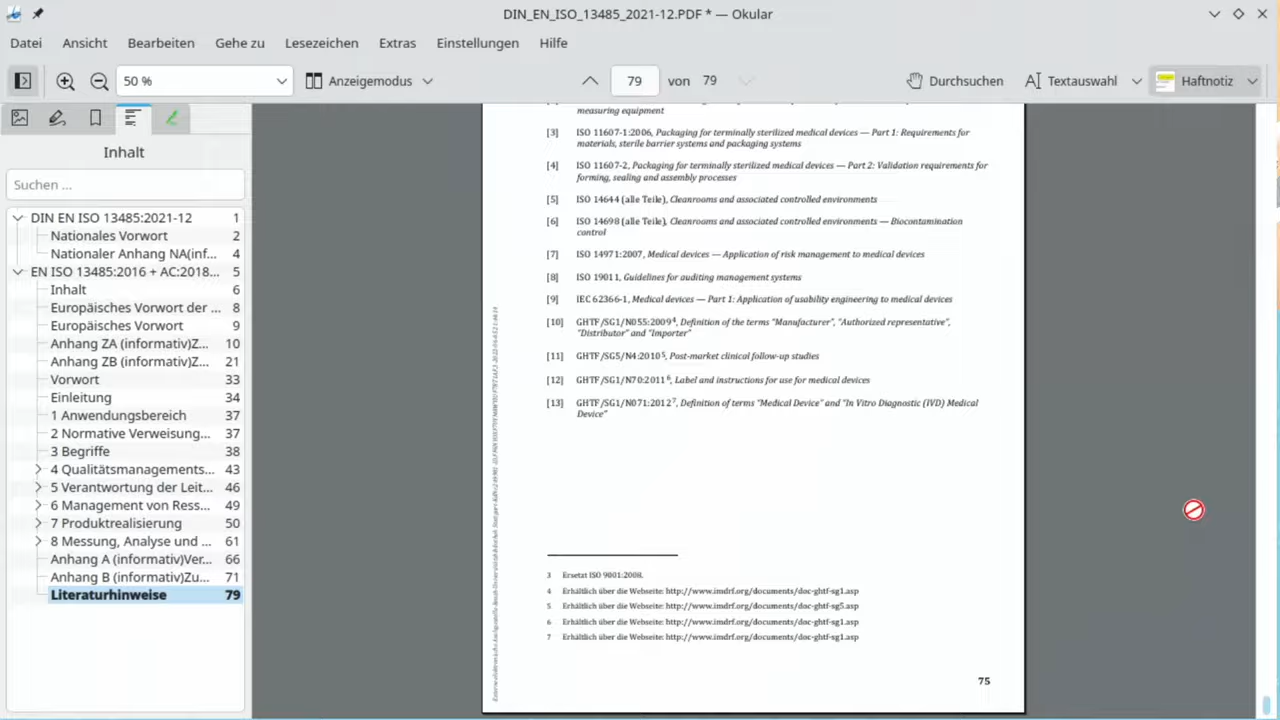 DIN_EN_ISO_13485_2021-12.PDF * — Okular
Datei Ansicht Bearbeiten Gehe zu Lesezeichen Extras Einstellungen Hilfe
50 % Anzeigemodus 79 von 79 Durchsuchen Textauswahl Haftnotiz
Inhalt
Suchen ...
DIN EN ISO 13485:2021-12 1
Nationales Vorwort 2
Nationaler Anhang NA(inf... 4
EN ISO 13485:2016 + AC:2018... 5
Inhalt 6
Europäisches Vorwort der ... 8
Europäisches Vorwort 9
Anhang ZA (informativ)Z... 10
Anhang ZB (informativ)Z... 21
Vorwort 33
Einleitung 34
1 Anwendungsbereich 37
2 Normative Verweisung... 37
3 Begriffe 38
4 Qualitätsmanagements... 43
5 Verantwortung der Leit... 46
6 Management von Ress... 49
7 Produktrealisierung 50
8 Messung, Analyse und ... 61
Anhang A (informativ)Ver... 66
Anhang B (informativ)Zu... 71
Literaturhinweise 79
measuring equipment
[3] ISO 11607-1:2006, Packaging for terminally sterilized medical devices — Part 1: Requirements for
materials, sterile barrier systems and packaging systems
[4] ISO 11607-2, Packaging for terminally sterilized medical devices — Part 2: Validation requirements for
forming, sealing and assembly processes
[5] ISO 14644 (alle Teile), Cleanrooms and associated controlled environments
[6] ISO 14698 (alle Teile), Cleanrooms and associated controlled environments — Biocontamination
control
[7] ISO 14971:2007, Medical devices — Application of risk management to medical devices
[8] ISO 19011, Guidelines for auditing management systems
[9] IEC 62366-1, Medical devices — Part 1: Application of usability engineering to medical devices
[10] GHTF/SG1/N055:2009⁴, Definition of the terms "Manufacturer", "Authorized representative",
"Distributor" and "Importer"
[11] GHTF/SG5/N4:2010⁵, Post-market clinical follow-up studies
[12] GHTF/SG1/N70:2011⁶, Label and instructions for use for medical devices
[13] GHTF/SG1/N071:2012⁷, Definition of terms "Medical Device" and "In Vitro Diagnostic (IVD) Medical
Device"
3 Ersetzt ISO 9001:2008.
4 Erhältlich über die Webseite: http://www.imdrf.org/documents/doc-ghtf-sg1.asp
5 Erhältlich über die Webseite: http://www.imdrf.org/documents/doc-ghtf-sg5.asp
6 Erhältlich über die Webseite: http://www.imdrf.org/documents/doc-ghtf-sg1.asp
7 Erhältlich über die Webseite: http://www.imdrf.org/documents/doc-ghtf-sg1.asp
75